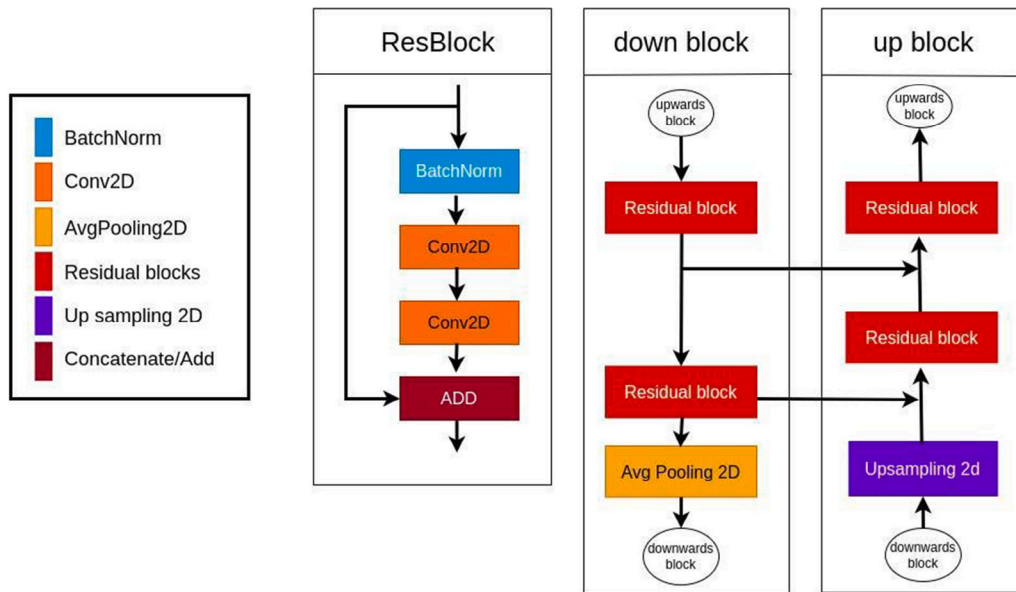 BatchNorm
Conv2D
AvgPooling2D
Residual blocks
Up sampling 2D
Concatenate/Add
ResBlock
BatchNorm
Conv2D
Conv2D
ADD
down block
upwards
block
Residual block
Residual block
Avg Pooling 2D
downwards
block
up block
upwards
block
Residual block
Residual block
Upsampling 2d
downwards
block